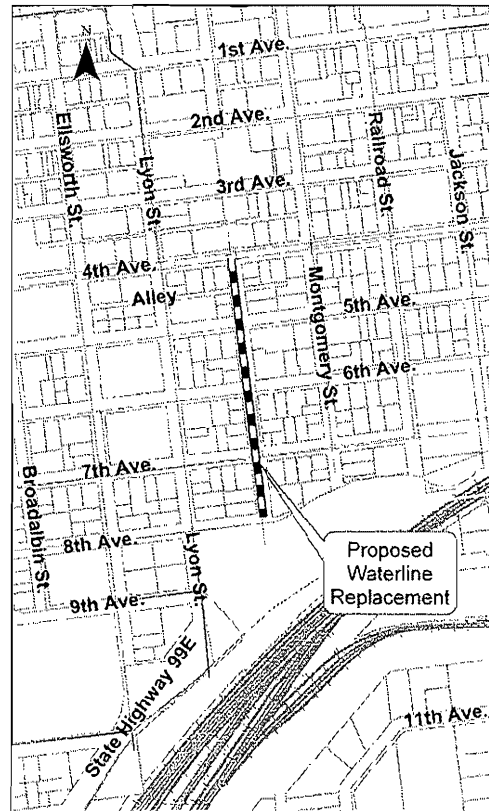 N
1st Ave.
2nd Ave.
Ellsworth St.
Lyon St.
Railroad St.
Jackson St.
3rd Ave.
4th Ave.
Alley
Montgomery St.
5th Ave.
6th Ave.
7th Ave.
Broadalbin St.
8th Ave.
Lyon St.
9th Ave.
Proposed
Waterline
Replacement
State Highway 99E
11th Ave.